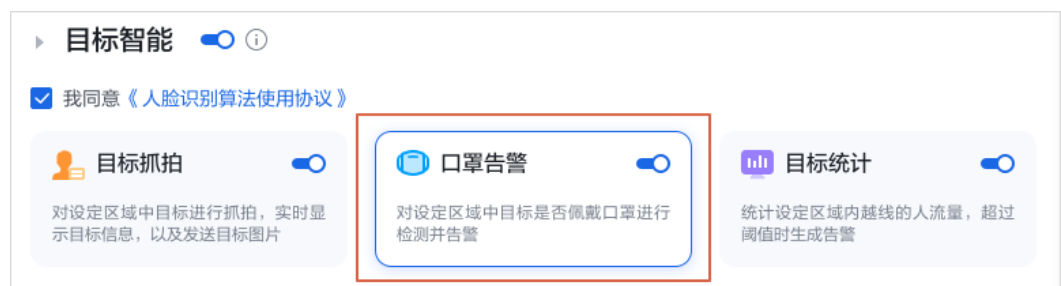 目标智能
我同意《人脸识别算法使用协议》
目标抓拍
对设定区域中目标进行抓拍，实时显
示目标信息，以及发送目标图片
口罩告警
对设定区域中目标是否佩戴口罩进行
检测并告警
目标统计
统计设定区域内越线的人流量，超过
阈值时生成告警